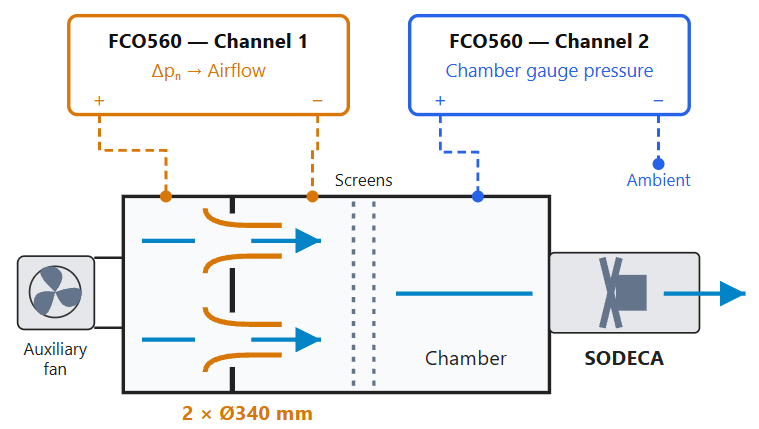 FCO560 — Channel 1
Δpₙ → Airflow
+ −
FCO560 — Channel 2
Chamber gauge pressure
+ −
Screens
Ambient
Auxiliary
fan
Chamber
SODECA
2 × Ø340 mm